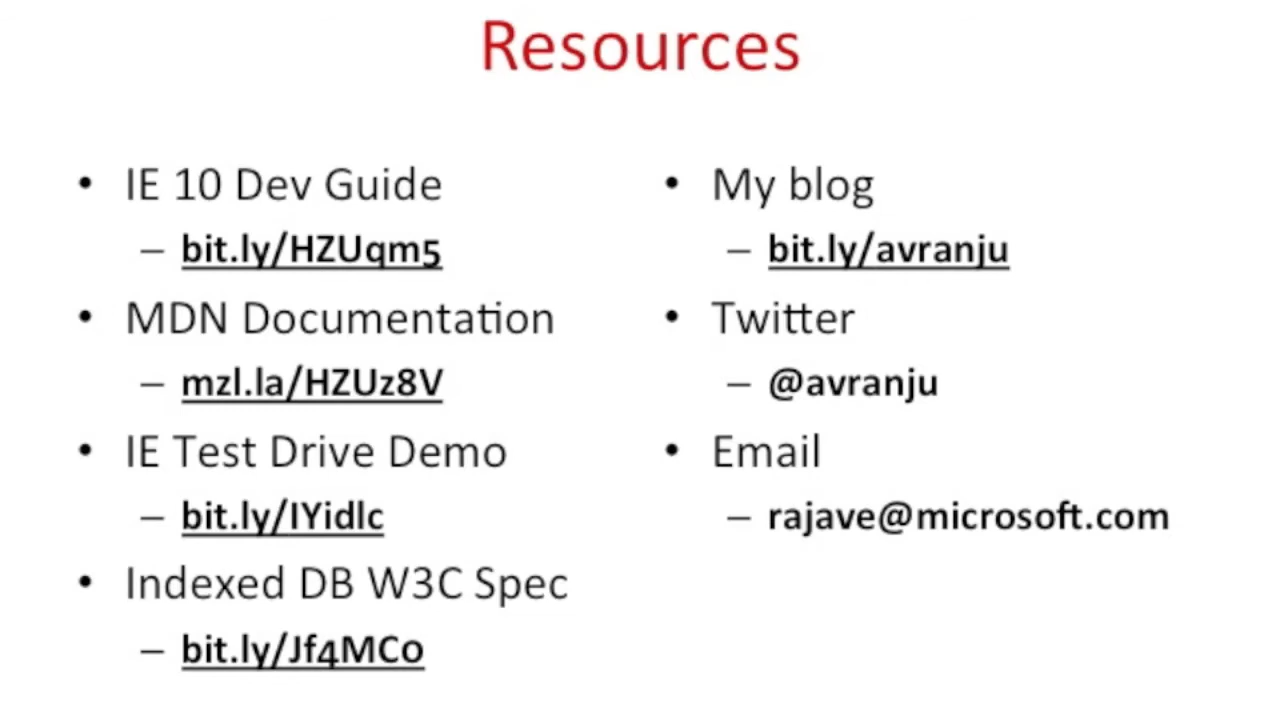 Resources
• IE 10 Dev Guide
– bit.ly/HZUqm5
• MDN Documentation
– mzl.la/HZUz8V
• IE Test Drive Demo
– bit.ly/IYidlc
• Indexed DB W3C Spec
– bit.ly/Jf4MCo
• My blog
– bit.ly/avranju
• Twitter
– @avranju
• Email
– rajave@microsoft.com